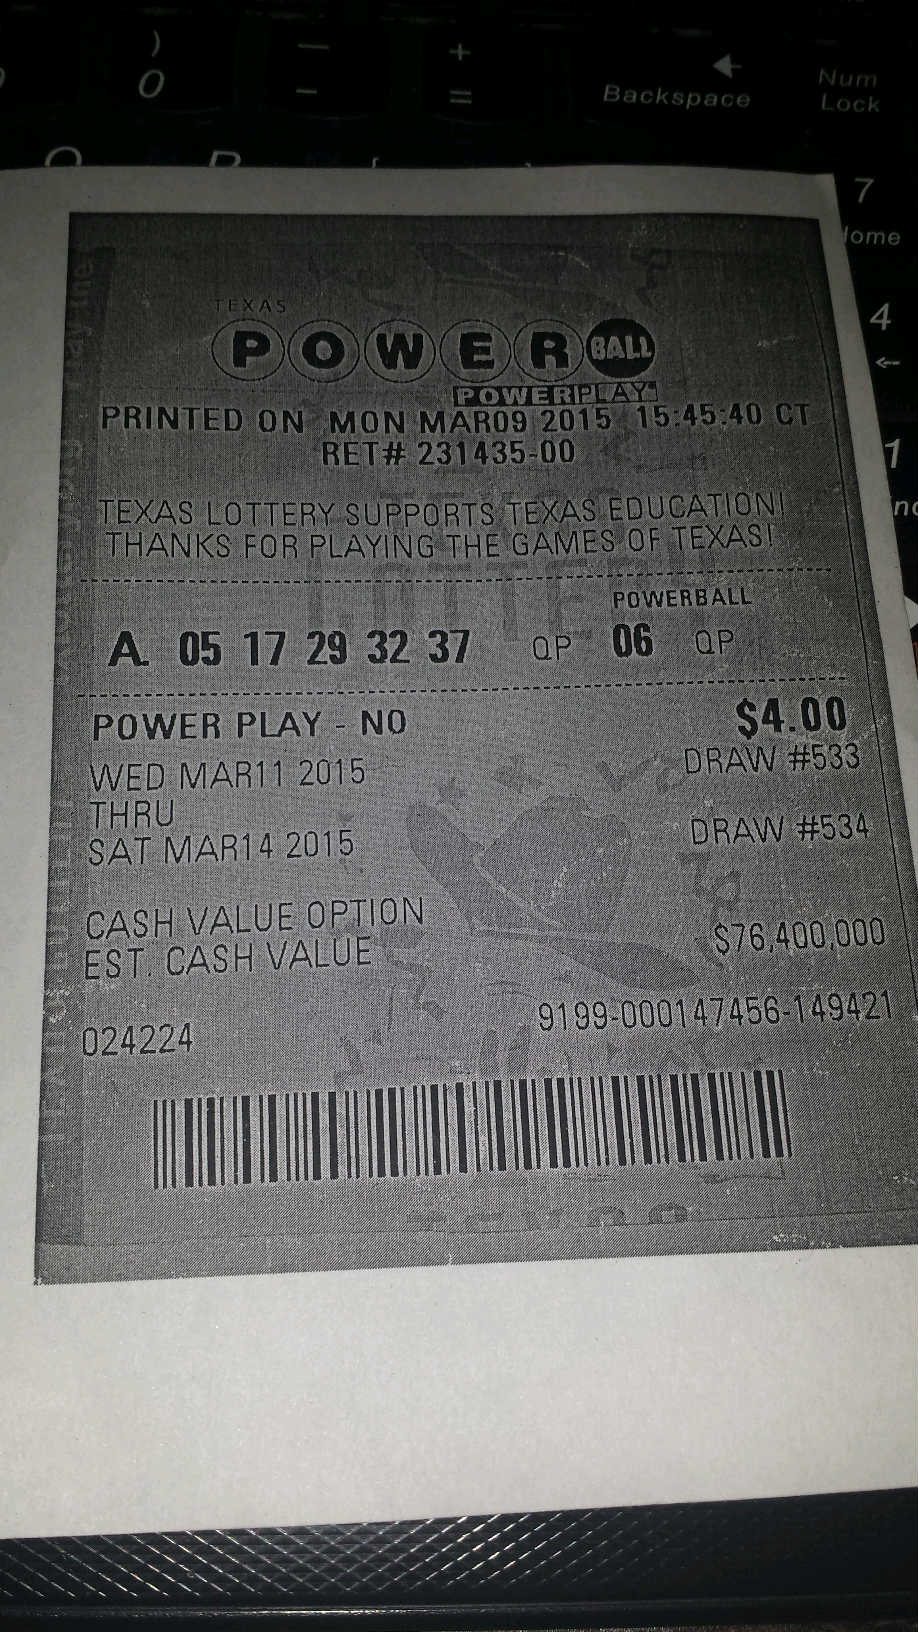 )
0
—
-
+
=
Backspace
Num
Lock
7
4
1
TEXAS
POWERBALL
POWERPLAY
PRINTED ON MON MAR09 2015 15:45:40 CT
RET# 231435-00
TEXAS LOTTERY SUPPORTS TEXAS EDUCATION!
THANKS FOR PLAYING THE GAMES OF TEXAS!
POWERBALL
A. 05 17 29 32 37 QP 06 QP
POWER PLAY - NO $4.00
WED MAR11 2015 DRAW #533
THRU
SAT MAR14 2015 DRAW #534
CASH VALUE OPTION
EST. CASH VALUE $76,400,000
024224 9199-000147456-149421